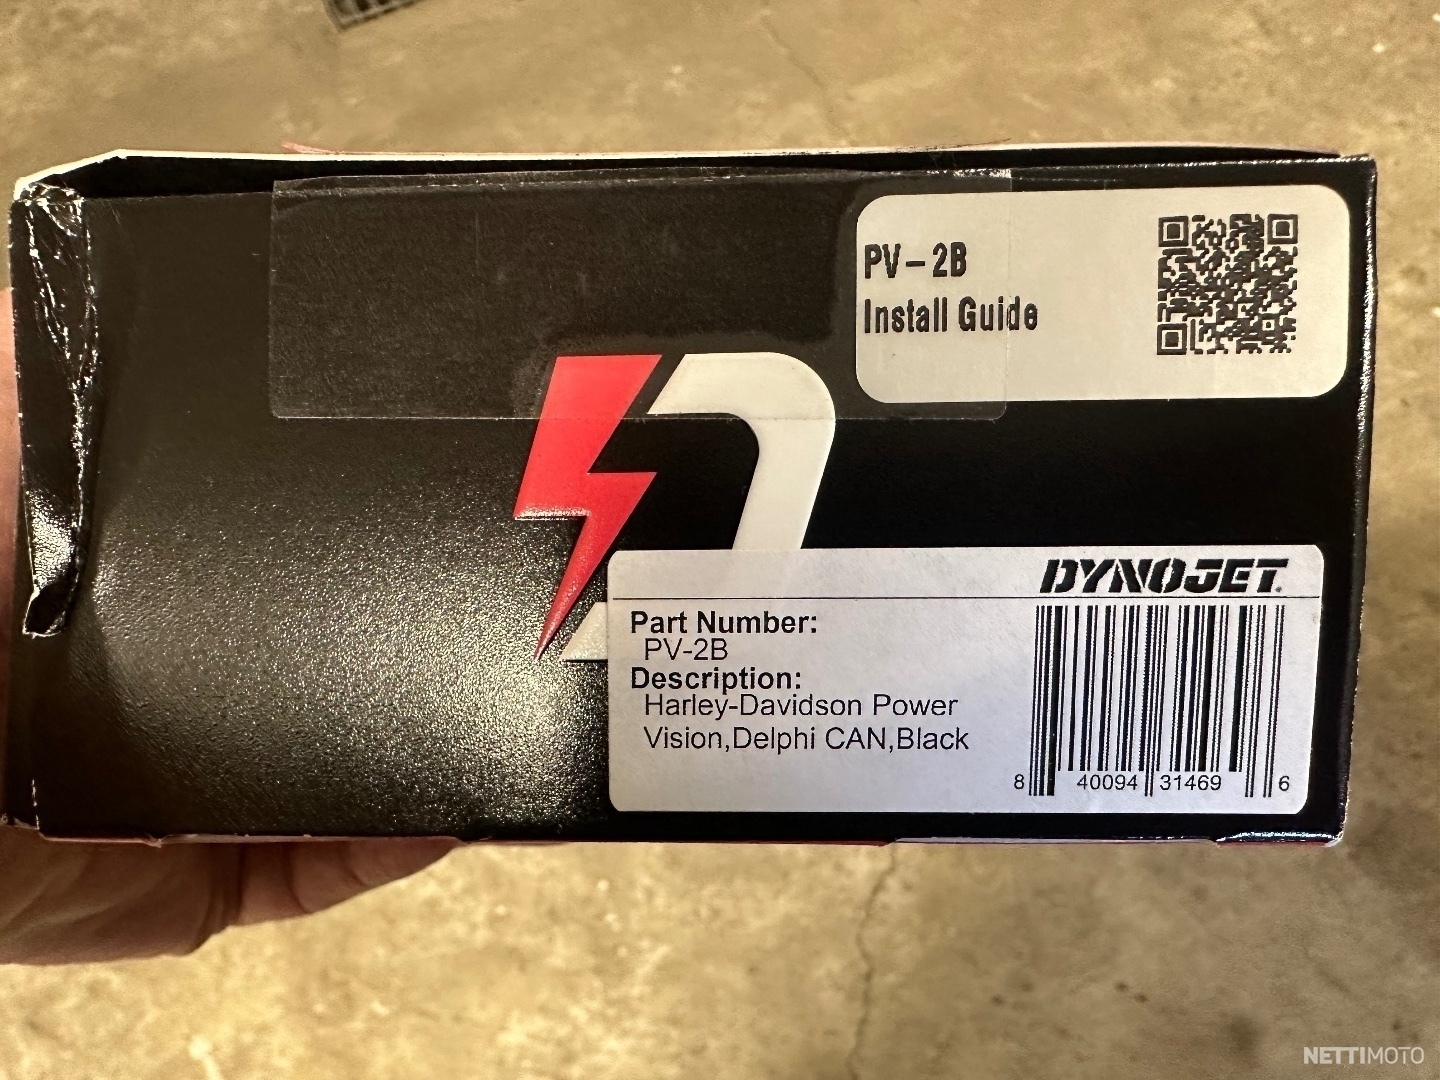 PV-2B
Install Guide
DYNOJET
Part Number:
PV-2B
Description:
Harley-Davidson Power
Vision,Delphi CAN,Black
8 40094 31469 6
NETTIMOTO